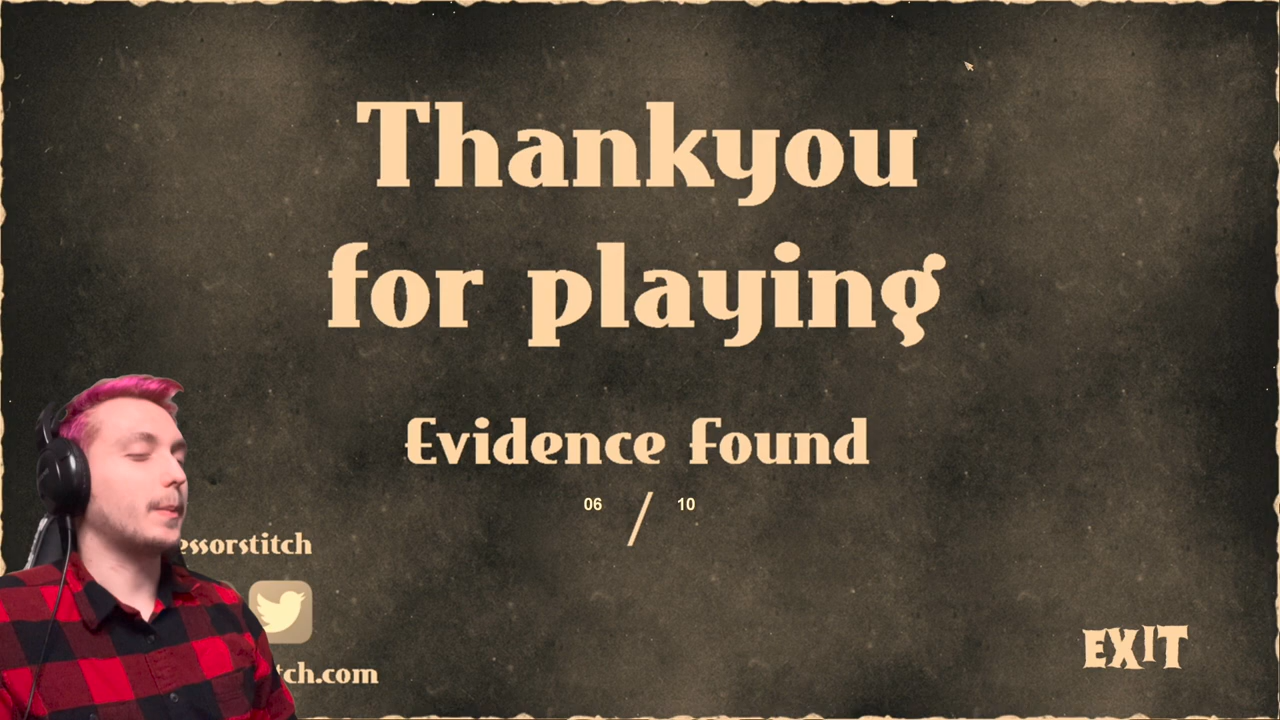 Thankyou
for playing
Evidence Found
06 / 10
essorstitch
tch.com
EXIT